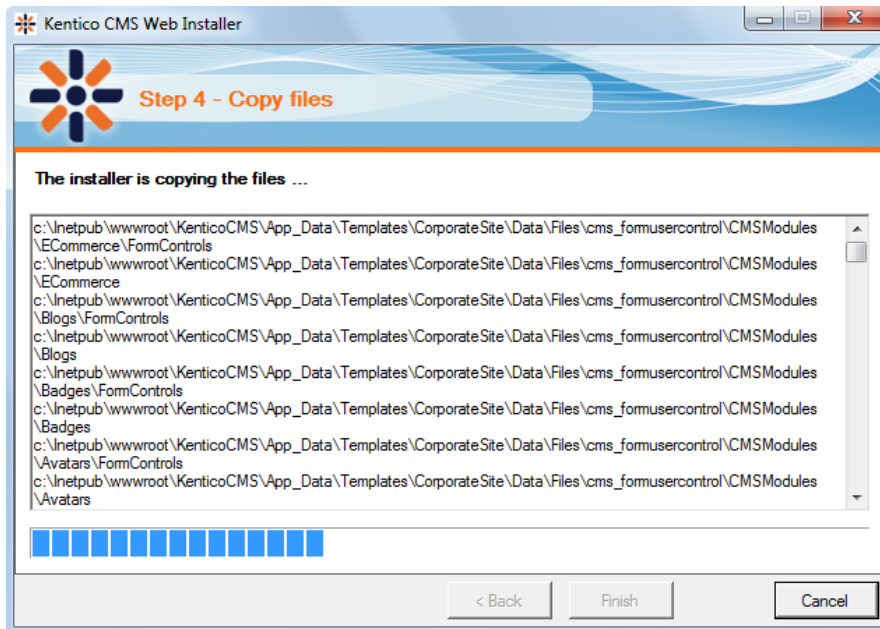 Kentico CMS Web Installer
Step 4 - Copy files
The installer is copying the files ...
c:\Inetpub\wwwroot\KenticoCMS\App_Data\Templates\CorporateSite\Data\Files\cms_formusercontrol\CMSModules
\ECommerce\FormControls
c:\Inetpub\wwwroot\KenticoCMS\App_Data\Templates\CorporateSite\Data\Files\cms_formusercontrol\CMSModules
\ECommerce
c:\Inetpub\wwwroot\KenticoCMS\App_Data\Templates\CorporateSite\Data\Files\cms_formusercontrol\CMSModules
\Blogs\FormControls
c:\Inetpub\wwwroot\KenticoCMS\App_Data\Templates\CorporateSite\Data\Files\cms_formusercontrol\CMSModules
\Blogs
c:\Inetpub\wwwroot\KenticoCMS\App_Data\Templates\CorporateSite\Data\Files\cms_formusercontrol\CMSModules
\Badges\FormControls
c:\Inetpub\wwwroot\KenticoCMS\App_Data\Templates\CorporateSite\Data\Files\cms_formusercontrol\CMSModules
\Badges
c:\Inetpub\wwwroot\KenticoCMS\App_Data\Templates\CorporateSite\Data\Files\cms_formusercontrol\CMSModules
\Avatars\FormControls
c:\Inetpub\wwwroot\KenticoCMS\App_Data\Templates\CorporateSite\Data\Files\cms_formusercontrol\CMSModules
\Avatars
< Back Finish Cancel